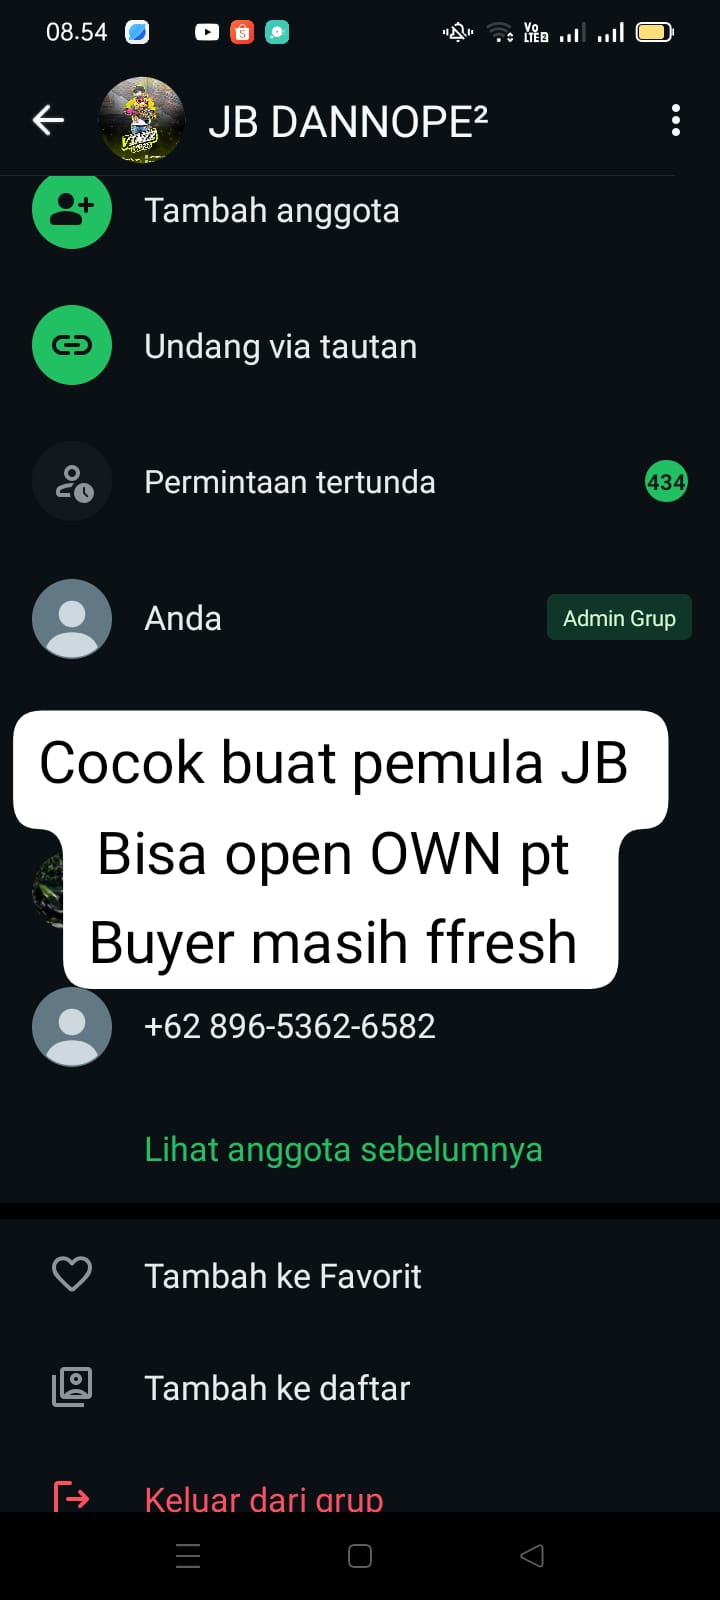 08.54
Vo
LTE2
JB DANNOPE²
Tambah anggota
Undang via tautan
Permintaan tertunda
434
Anda
Admin Grup
Cocok buat pemula JB
Bisa open OWN pt
Buyer masih ffresh
+62 896-5362-6582
Lihat anggota sebelumnya
Tambah ke Favorit
Tambah ke daftar
Keluar dari grup